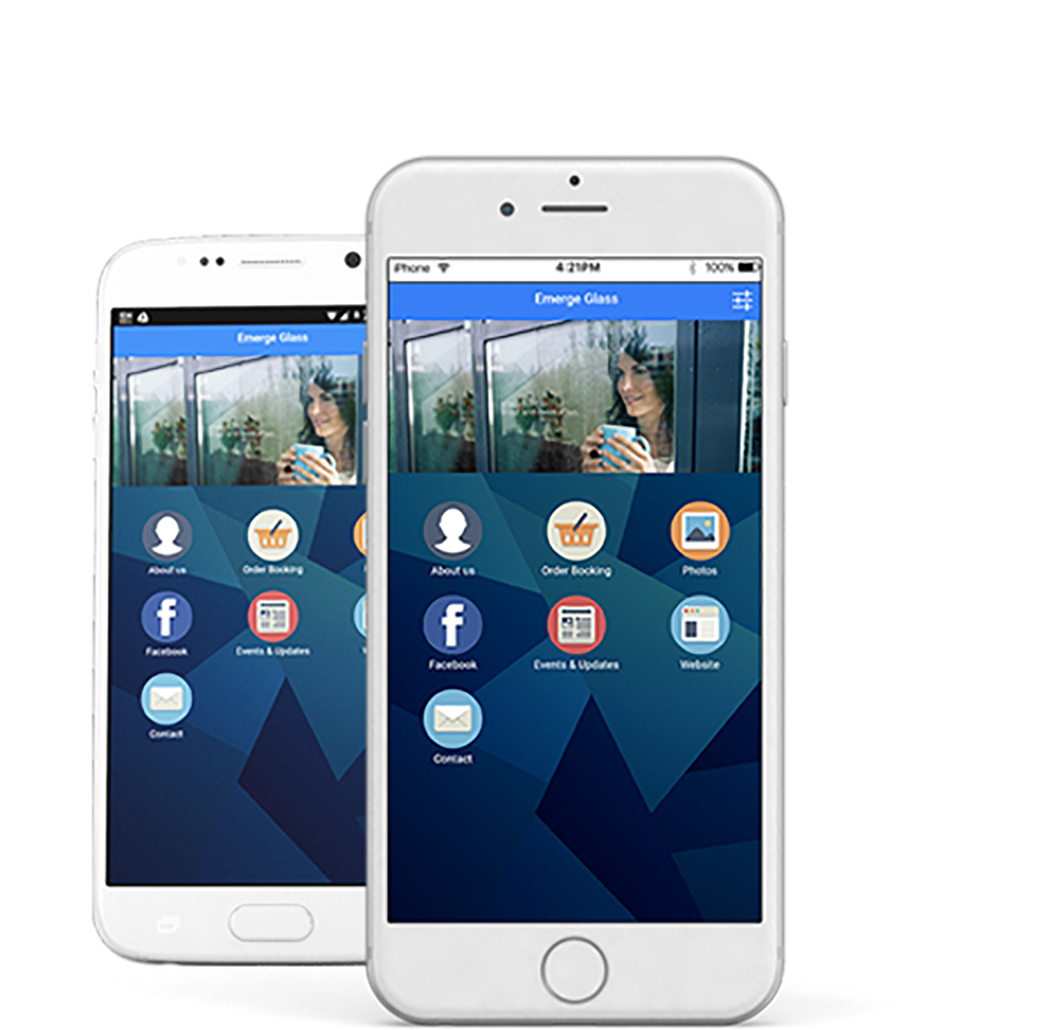 iPhone 4:21PM 100%
Emerge Glass
About us Order Booking Photos
Facebook Events & Updates Website
Contact
Emerge Glass
About us Order Booking
Facebook Events & Updates
Contact